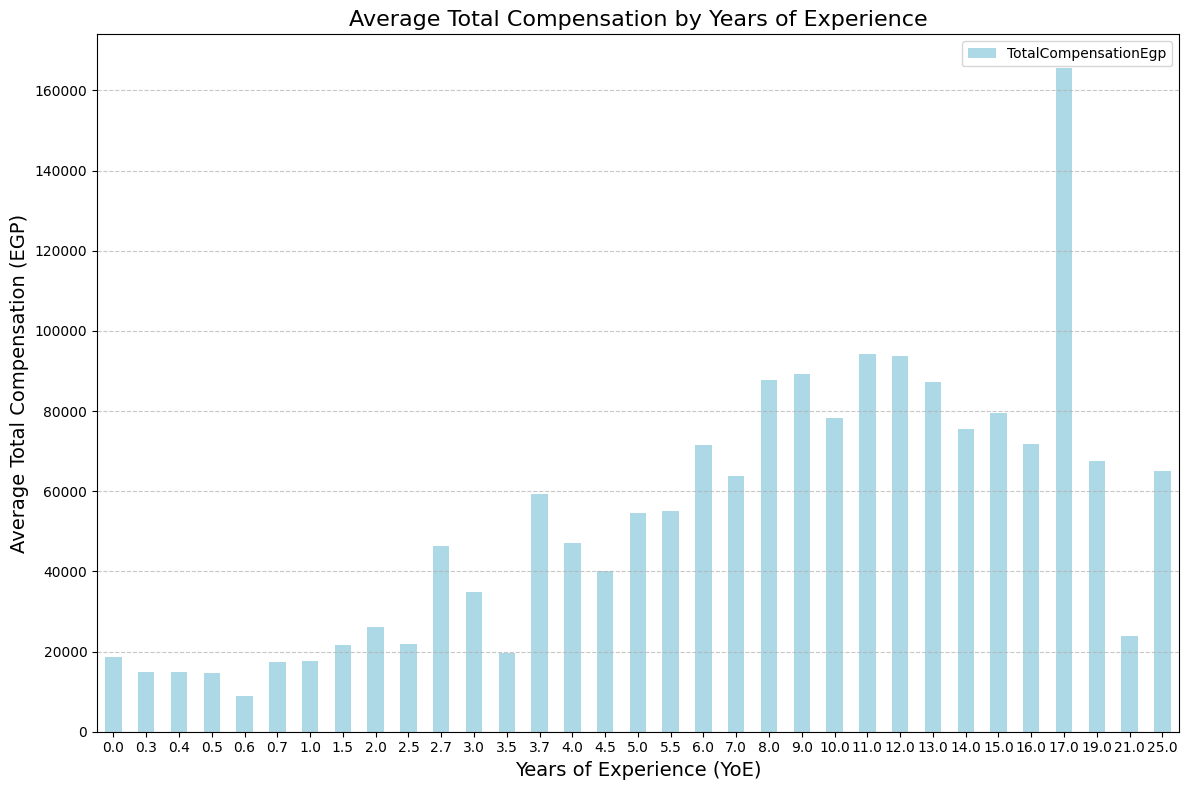 Average Total Compensation by Years of Experience
TotalCompensationEgp
160000
140000
120000
100000
80000
60000
40000
20000
0
Average Total Compensation (EGP)
0.0 0.3 0.4 0.5 0.6 0.7 1.0 1.5 2.0 2.5 2.7 3.0 3.5 3.7 4.0 4.5 5.0 5.5 6.0 7.0 8.0 9.0 10.0 11.0 12.0 13.0 14.0 15.0 16.0 17.0 19.0 21.0 25.0
Years of Experience (YoE)